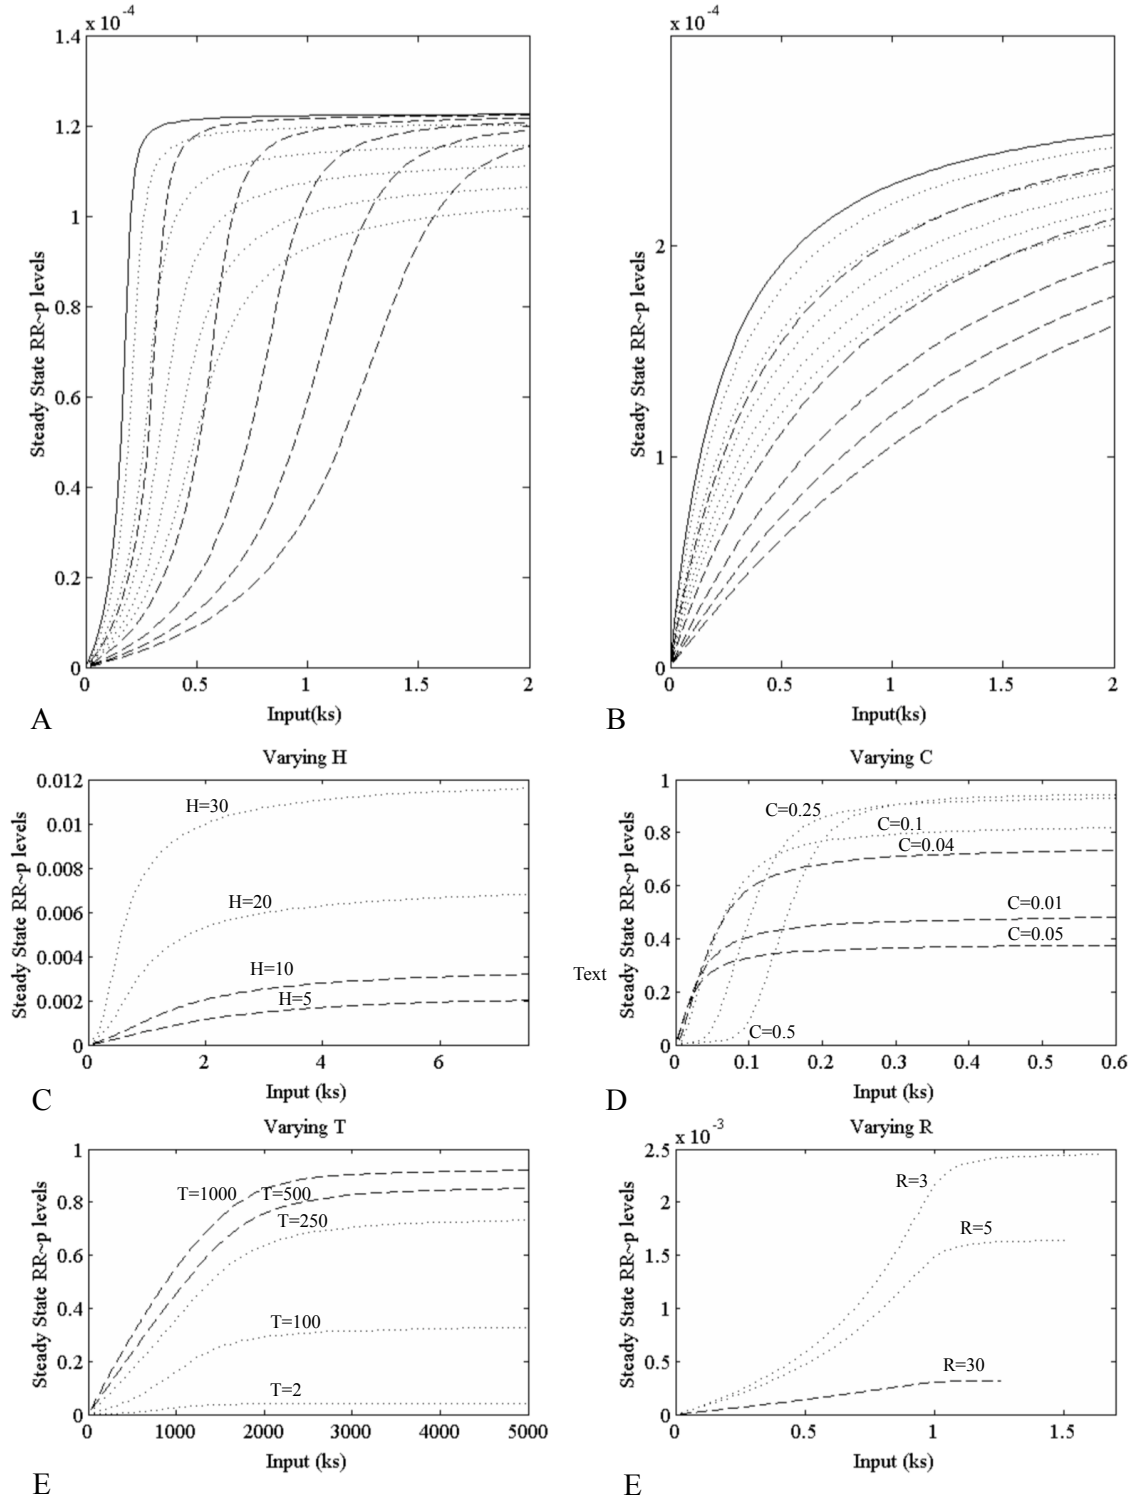 x 10⁻⁴
1.4
1.2
1
0.8
0.6
0.4
0.2
0
Steady State RR~p levels
0 0.5 1 1.5 2
Input(ks)
A
x 10⁻⁴
2
1
0
Steady State RR~p levels
0 0.5 1 1.5 2
Input(ks)
B
Varying H
0.012
0.01
0.008
0.006
0.004
0.002
0
Steady State RR~p levels
H=30
H=20
H=10
H=5
0 2 4 6
Input (ks)
C
Text
Varying C
1
0.8
0.6
0.4
0.2
0
Steady State RR~p levels
C=0.25
C=0.1
C=0.04
C=0.01
C=0.05
C=0.5
0 0.1 0.2 0.3 0.4 0.5 0.6
Input (ks)
D
Varying T
1
0.8
0.6
0.4
0.2
0
Steady State RR~p levels
T=1000 T=500
T=250
T=100
T=2
0 1000 2000 3000 4000 5000
Input (ks)
E
Varying R
x 10⁻³
2.5
2
1.5
1
0.5
0
Steady State RR~p levels
R=3
R=5
R=30
0 0.5 1 1.5
Input (ks)
E